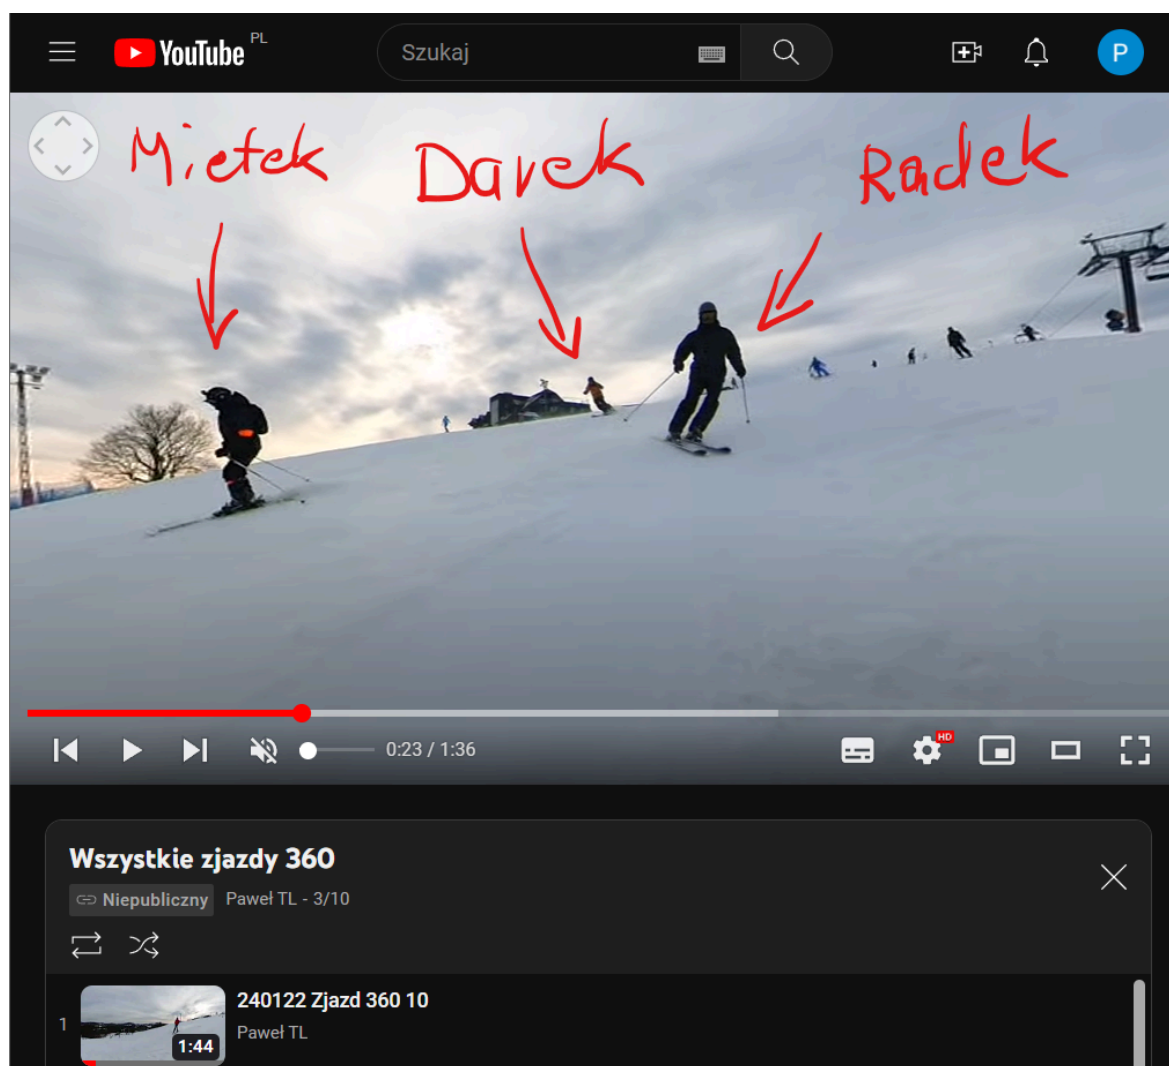 YouTube PL
Szukaj
P
Mietek Darek Radek
0:23 / 1:36
HD
Wszystkie zjazdy 360
Niepubliczny Paweł TL - 3/10
1
240122 Zjazd 360 10
Paweł TL
1:44